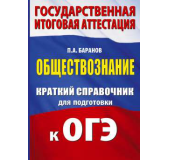 ГОСУДАРСТВЕННАЯ
ИТОГОВАЯ АТТЕСТАЦИЯ
П.А. БАРАНОВ
ОБЩЕСТВОЗНАНИЕ
КРАТКИЙ СПРАВОЧНИК
ДЛЯ ПОДГОТОВКИ
К ОГЭ